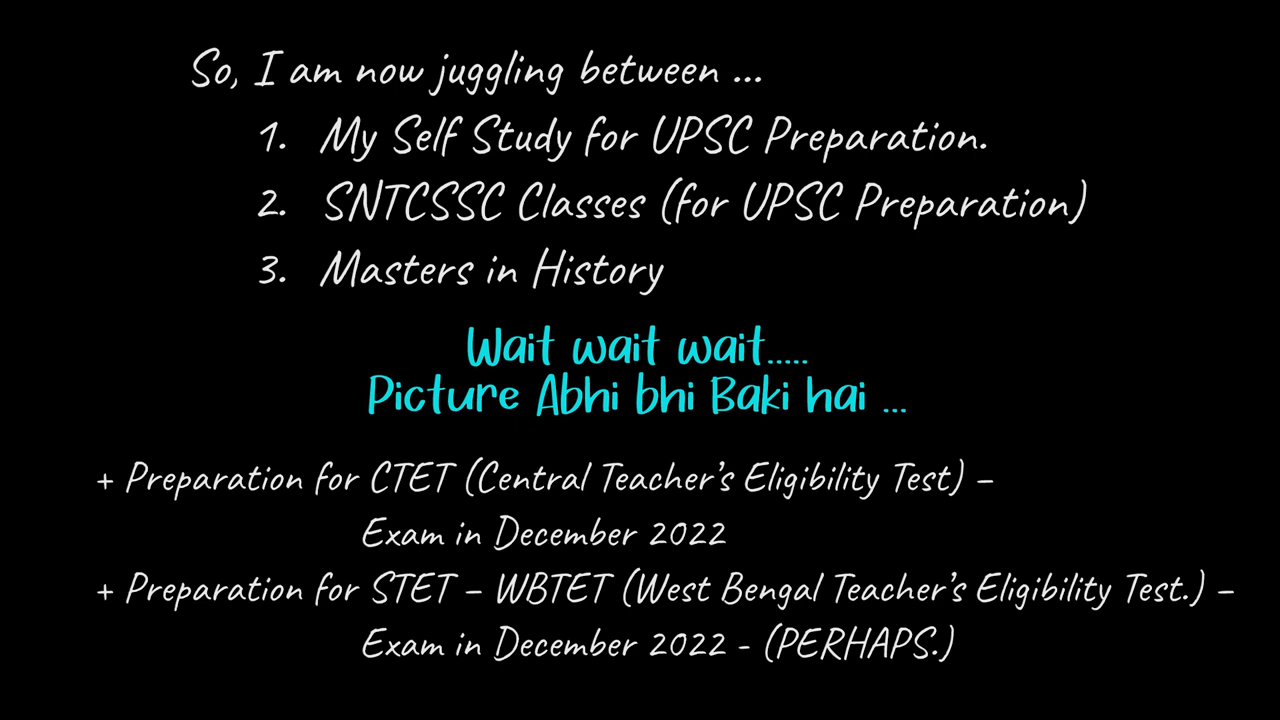 So, I am now juggling between ...
1. My Self Study for UPSC Preparation.
2. SNTCSSC Classes (for UPSC Preparation)
3. Masters in History
Wait wait wait.....
Picture Abhi bhi Baki hai ...
+ Preparation for CTET (Central Teacher's Eligibility Test) –
Exam in December 2022
+ Preparation for STET – WBTET (West Bengal Teacher's Eligibility Test.) –
Exam in December 2022 - (PERHAPS.)